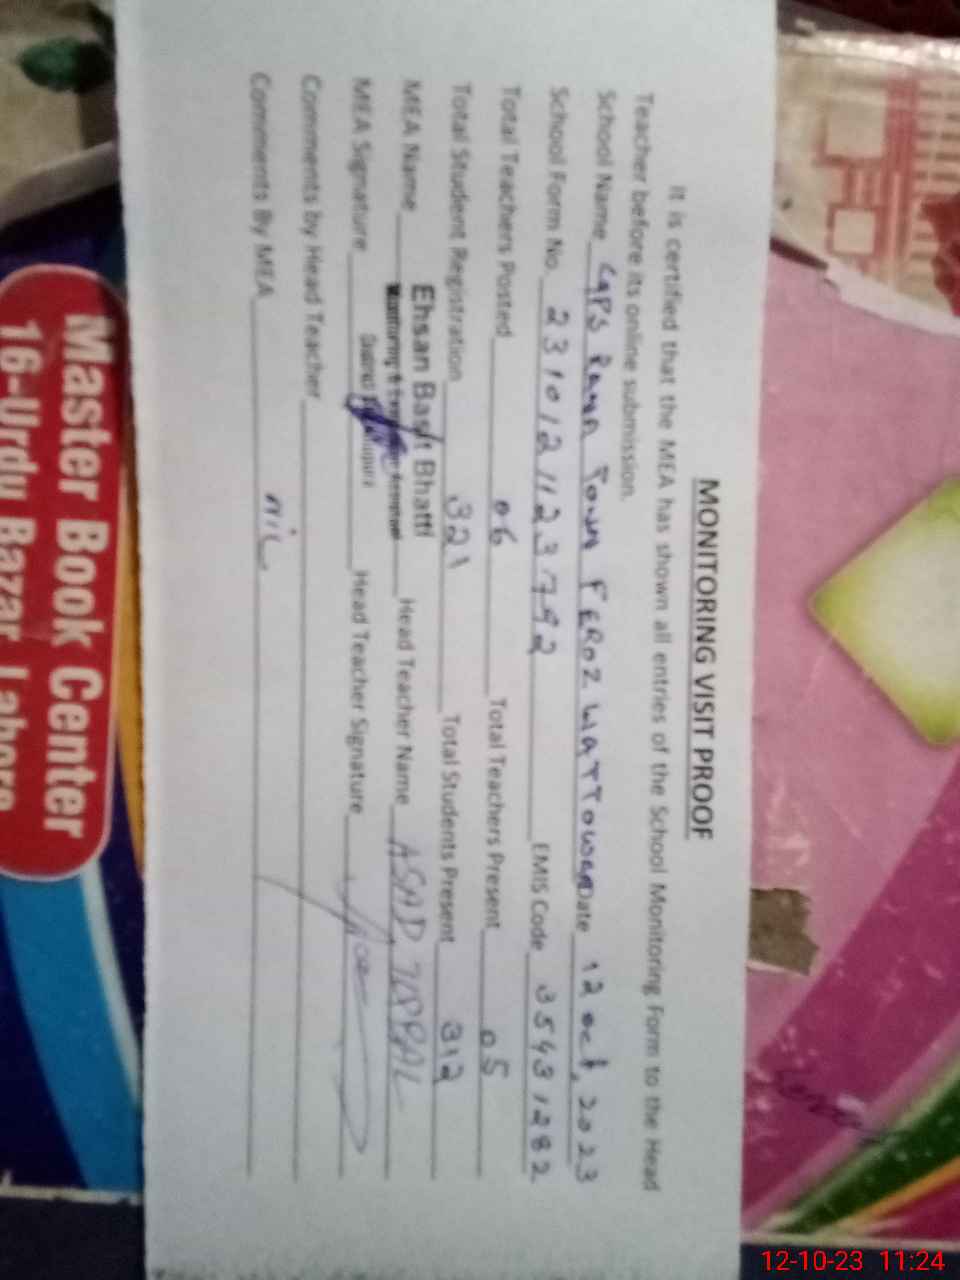 MONITORING VISIT PROOF
It is certified that the MEA has shown all entries of the School Monitoring Form to the Head
Teacher before its online submission.
School Name GPS Rana Town FEROZ WATTOWAN Date 12 oct, 2023
School Form No. 2310121123792 EMIS Code 35431282
Total Teachers Posted 06 Total Teachers Present 05
Total Student Registration 321 Total Students Present 312
MEA Name Ehsan Basit Bhatti Head Teacher Name ASAD IQBAL
Monitoring &
MEA Signature District Head Teacher Signature
Comments by Head Teacher
Comments By MEA nil
Master Book Center
16-Urdu Bazar Lahore
12-10-23 11:24